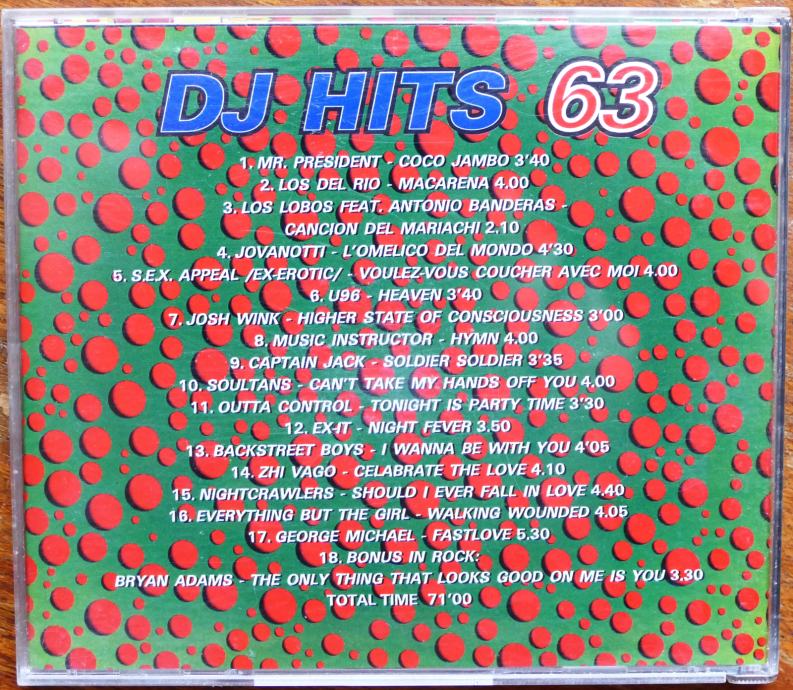 DJ HITS 63
1. MR. PRESIDENT - COCO JAMBO 3'40
2. LOS DEL RIO - MACARENA 4.00
3. LOS LOBOS FEAT. ANTONIO BANDERAS -
CANCION DEL MARIACHI 2.10
4. JOVANOTTI - L'OMELICO DEL MONDO 4'30
5. S.E.X. APPEAL /EX-EROTIC/ - VOULEZ-VOUS COUCHER AVEC MOI 4.00
6. U96 - HEAVEN 3'40
7. JOSH WINK - HIGHER STATE OF CONSCIOUSNESS 3'00
8. MUSIC INSTRUCTOR - HYMN 4.00
9. CAPTAIN JACK - SOLDIER SOLDIER 3'35
10. SOULTANS - CAN'T TAKE MY HANDS OFF YOU 4.00
11. OUTTA CONTROL - TONIGHT IS PARTY TIME 3'30
12. EX-IT - NIGHT FEVER 3.50
13. BACKSTREET BOYS - I WANNA BE WITH YOU 4'05
14. ZHI VAGO - CELABRATE THE LOVE 4.10
15. NIGHTCRAWLERS - SHOULD I EVER FALL IN LOVE 4.40
16. EVERYTHING BUT THE GIRL - WALKING WOUNDED 4.05
17. GEORGE MICHAEL - FASTLOVE 5.30
18. BONUS IN ROCK:
BRYAN ADAMS - THE ONLY THING THAT LOOKS GOOD ON ME IS YOU 3.30
TOTAL TIME 71'00